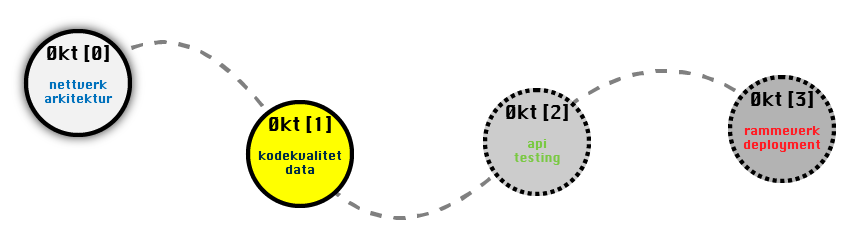 Økt [0]
nettverk
arkitektur
Økt [1]
kodekvalitet
data
Økt [2]
api
testing
Økt [3]
rammeverk
deployment